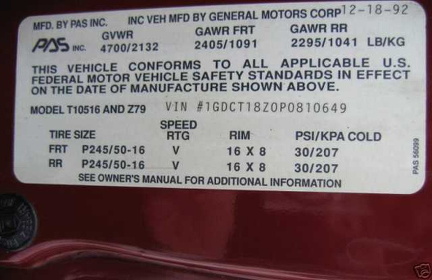 MFD. BY PAS INC. INC VEH MFD BY GENERAL MOTORS CORP 12-18-92
PAS INC. GVWR GAWR FRT GAWR RR
4700/2132 2405/1091 2295/1041 LB/KG
THIS VEHICLE CONFORMS TO ALL APPLICABLE U.S.
FEDERAL MOTOR VEHICLE SAFETY STANDARDS IN EFFECT
ON THE DATE OF MANUFACTURE SHOWN ABOVE.
MODEL T10516 AND Z79 VIN #1GDCT18Z0P0810649
SPEED
RTG RIM PSI/KPA COLD
FRT P245/50-16 V 16 X 8 30/207
RR P245/50-16 V 16 X 8 30/207
SEE OWNER'S MANUAL FOR ADDITIONAL INFORMATION
PAS 56099